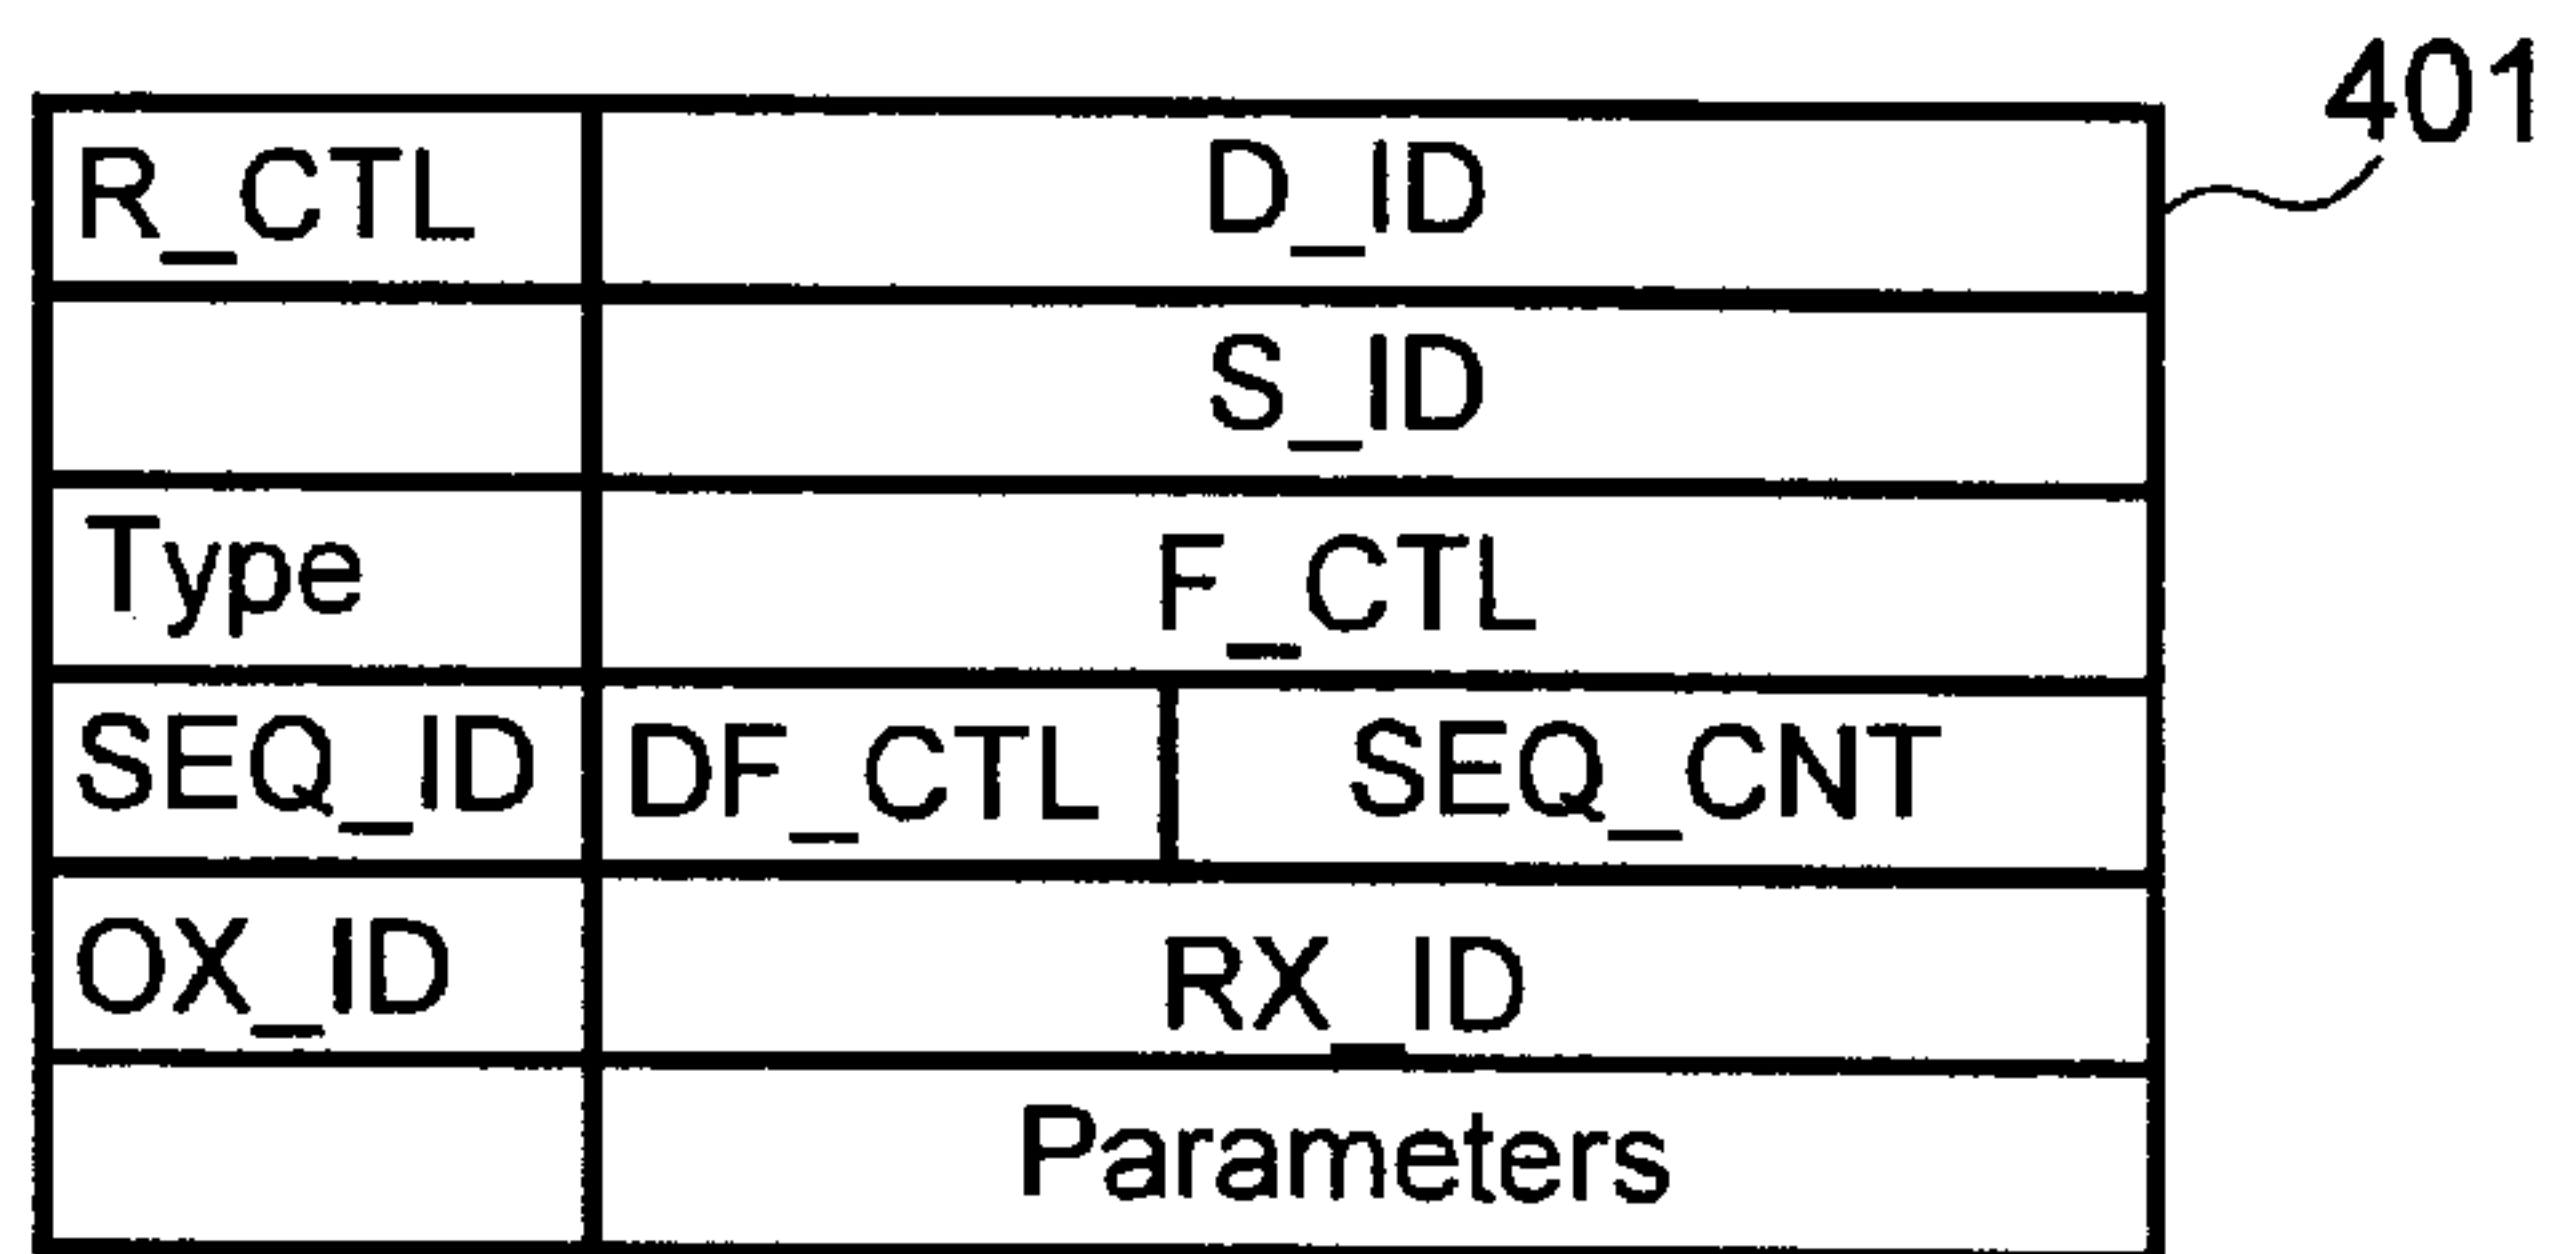 401
R_CTL D_ID
S_ID
Type F_CTL
SEQ_ID DF_CTL SEQ_CNT
OX_ID RX_ID
Parameters